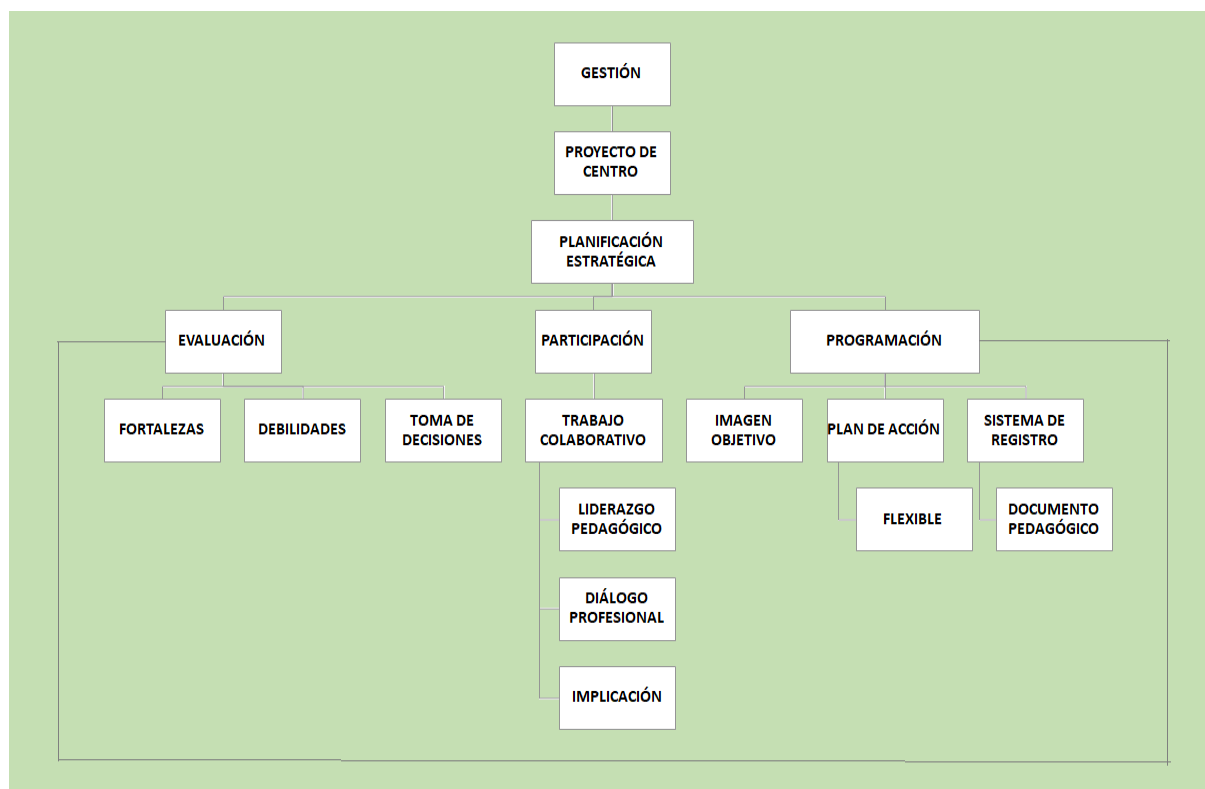 GESTIÓN
PROYECTO DE
CENTRO
PLANIFICACIÓN
ESTRATÉGICA
EVALUACIÓN
PARTICIPACIÓN
PROGRAMACIÓN
FORTALEZAS
DEBILIDADES
TOMA DE
DECISIONES
TRABAJO
COLABORATIVO
IMAGEN
OBJETIVO
PLAN DE ACCIÓN
SISTEMA DE
REGISTRO
LIDERAZGO
PEDAGÓGICO
FLEXIBLE
DOCUMENTO
PEDAGÓGICO
DIÁLOGO
PROFESIONAL
IMPLICACIÓN